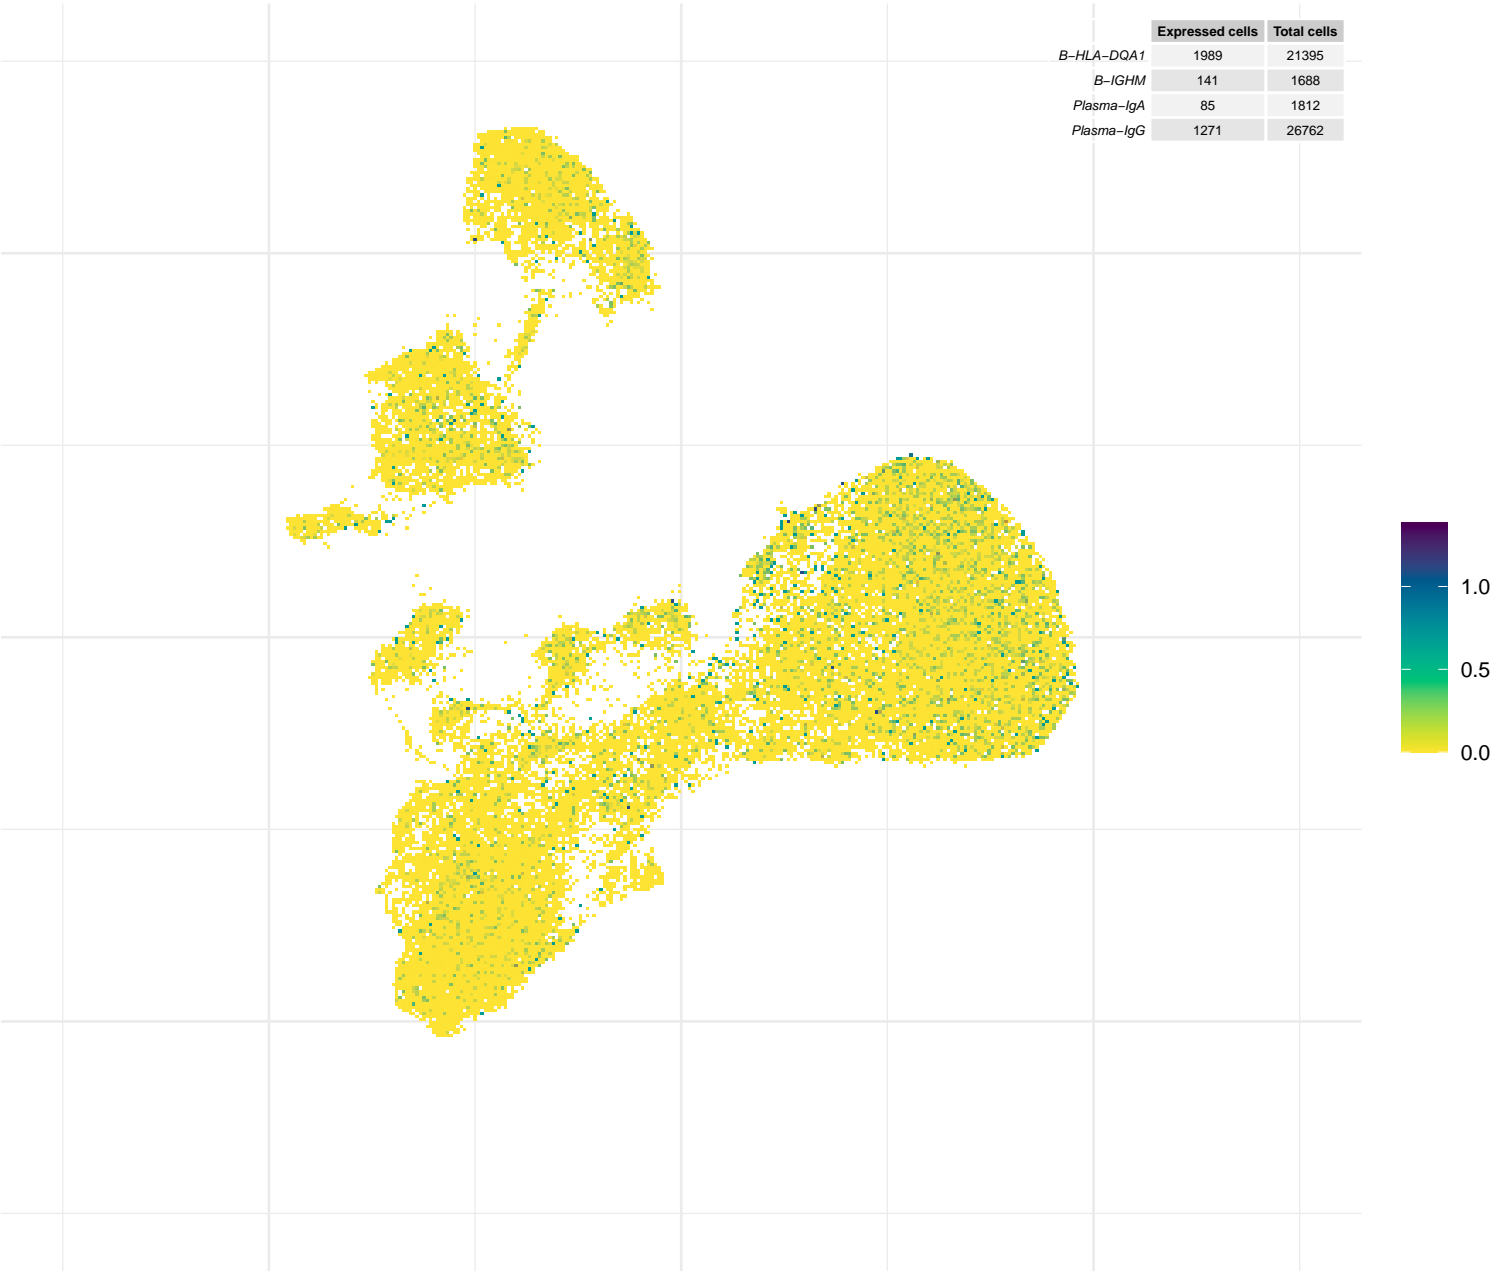 Expressed cells Total cells
B−HLA−DQA1 1989 21395
B−IGHM 141 1688
Plasma−IgA 85 1812
Plasma−IgG 1271 26762
1.0
0.5
0.0